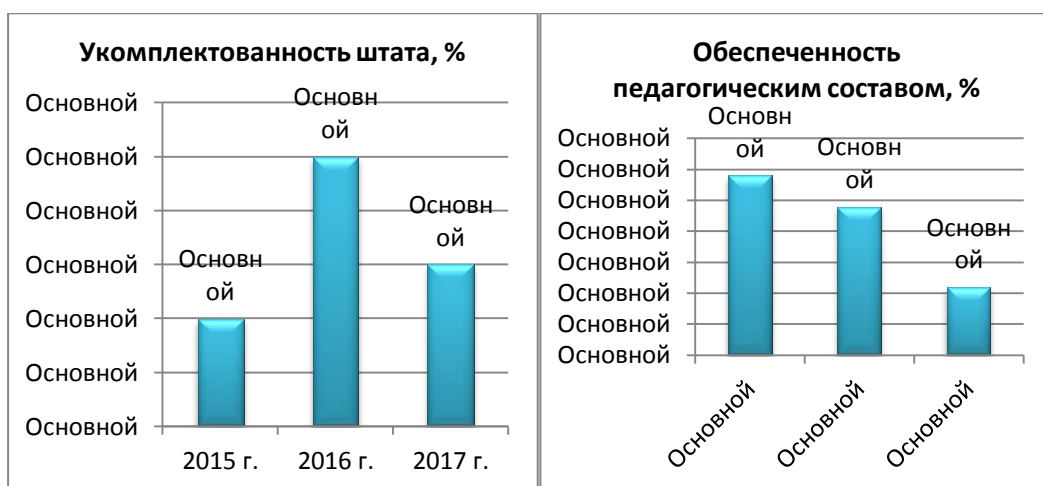 Укомплектованность штата, %
Основной
Основной
Основной
Основной
Основной
Основной
Основной
Основн
ой
Основн
ой
Основн
ой
2015 г.
2016 г.
2017 г.
Обеспеченность
педагогическим составом, %
Основной
Основной
Основной
Основной
Основной
Основной
Основной
Основной
Основн
ой
Основн
ой
Основн
ой
Основной
Основной
Основной